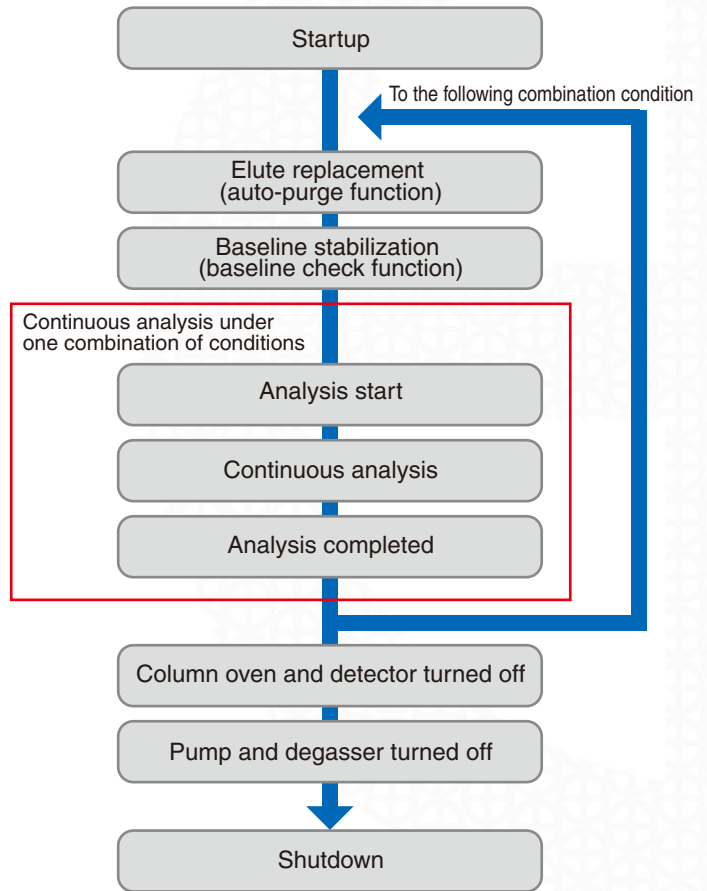 Startup
To the following combination condition
Elute replacement
(auto-purge function)
Baseline stabilization
(baseline check function)
Continuous analysis under
one combination of conditions
Analysis start
Continuous analysis
Analysis completed
Column oven and detector turned off
Pump and degasser turned off
Shutdown